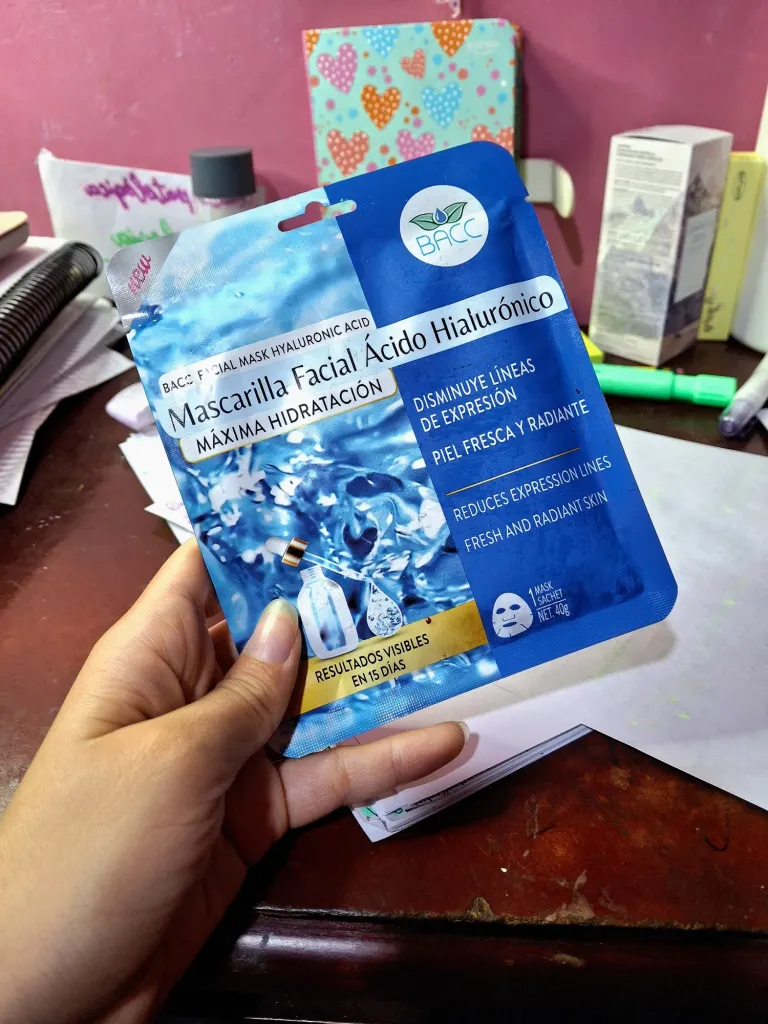 new
BACC
BACC FACIAL MASK HYALURONIC ACID
Mascarilla Facial Ácido Hialurónico
MÁXIMA HIDRATACIÓN
DISMINUYE LÍNEAS
DE EXPRESIÓN
PIEL FRESCA Y RADIANTE
REDUCES EXPRESSION LINES
FRESH AND RADIANT SKIN
1 MASK
SACHET
NET. 40g
RESULTADOS VISIBLES
EN 15 DÍAS